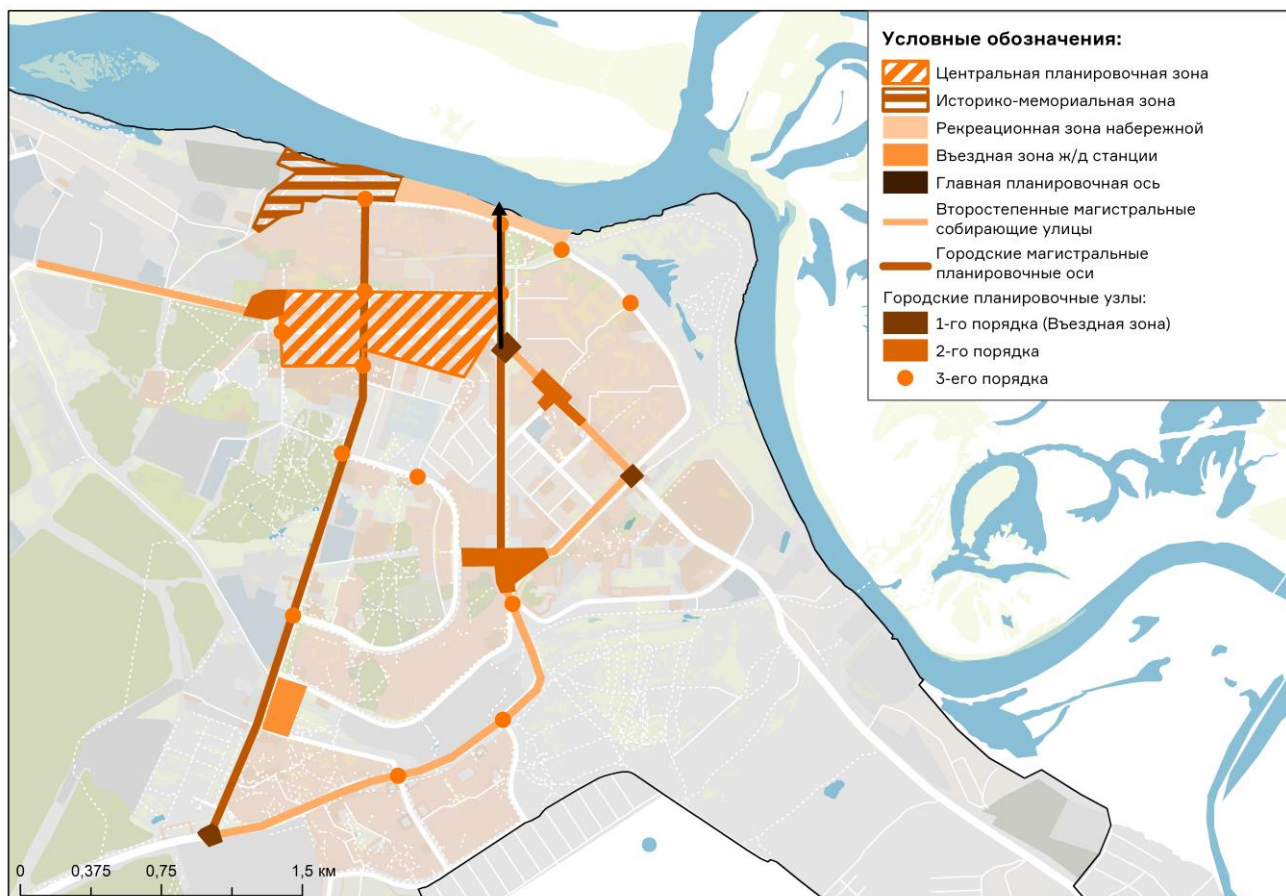 Условные обозначения:
Центральная планировочная зона
Историко-мемориальная зона
Рекреационная зона набережной
Въездная зона ж/д станции
Главная планировочная ось
Второстепенные магистральные
собирающие улицы
Городские магистральные
планировочные оси
Городские планировочные узлы:
1-го порядка (Въездная зона)
2-го порядка
3-его порядка
0 0,375 0,75 1,5 км